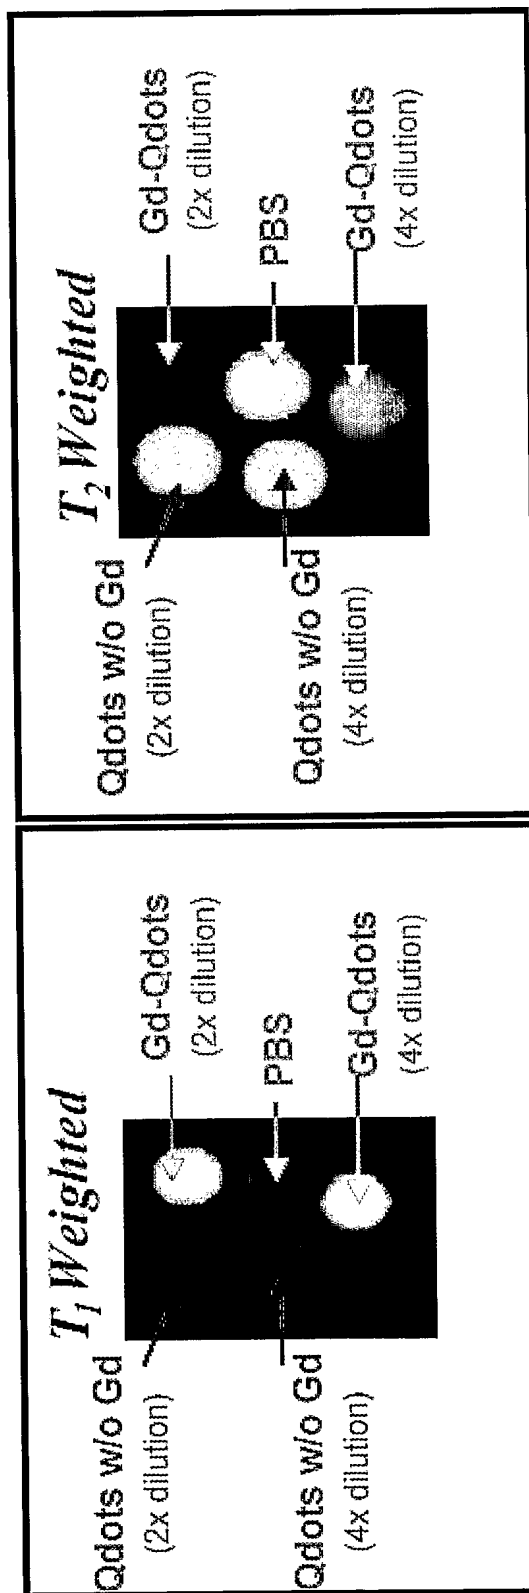 T1 Weighted
Qdots w/o Gd
(2x dilution)
Gd-Qdots
(2x dilution)
PBS
Qdots w/o Gd
(4x dilution)
Gd-Qdots
(4x dilution)
T2 Weighted
Qdots w/o Gd
(2x dilution)
Gd-Qdots
(2x dilution)
PBS
Qdots w/o Gd
(4x dilution)
Gd-Qdots
(4x dilution)